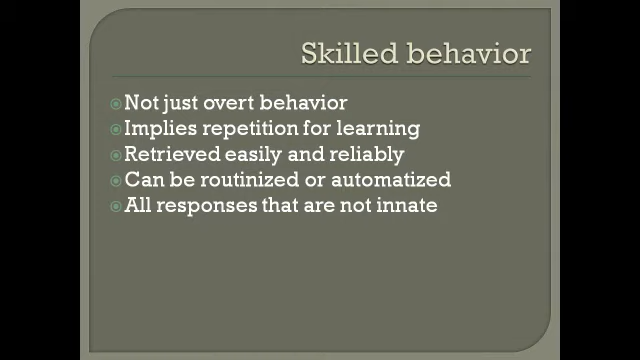 Skilled behavior
Not just overt behavior
Implies repetition for learning
Retrieved easily and reliably
Can be routinized or automatized
All responses that are not innate